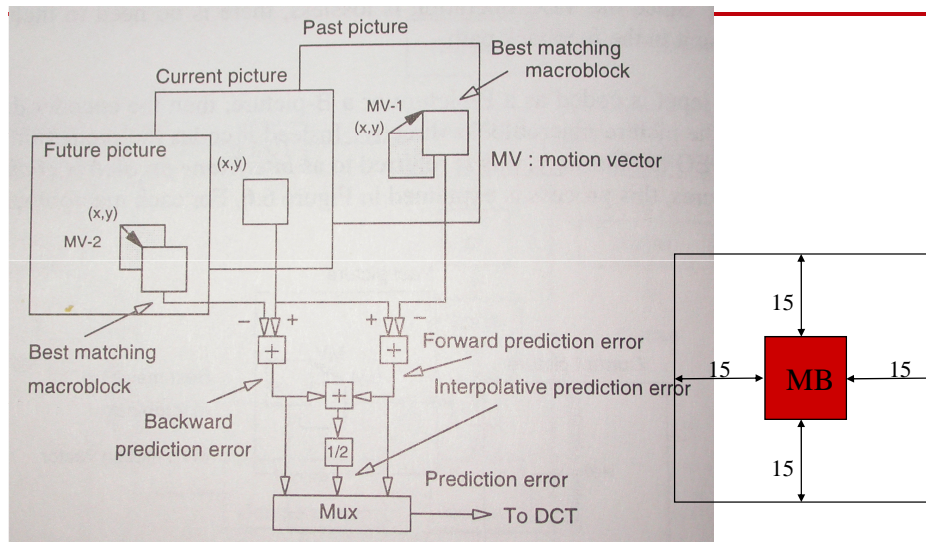 Past picture
Best matching
macroblock
Current picture
MV-1
(x,y)
Future picture
(x,y)
MV : motion vector
(x,y)
MV-2
− +
+ −
Best matching
macroblock
+
+
Forward prediction error
Interpolative prediction error
+
Backward
prediction error
1/2
Prediction error
Mux
To DCT
15
15
MB
15
15